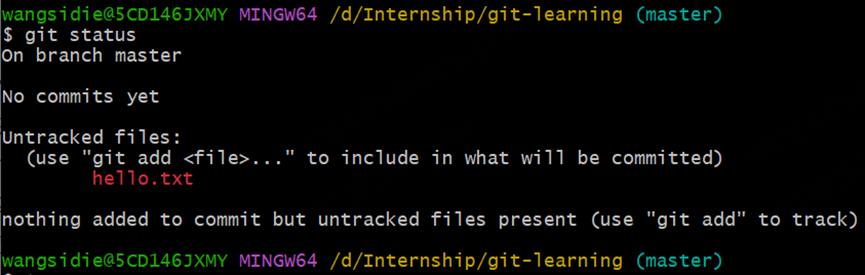 wangsidie@5CD146JXMY MINGW64 /d/Internship/git-learning (master)
$ git status
On branch master
No commits yet
Untracked files:
(use "git add <file>..." to include in what will be committed)
hello.txt
nothing added to commit but untracked files present (use "git add" to track)
wangsidie@5CD146JXMY MINGW64 /d/Internship/git-learning (master)